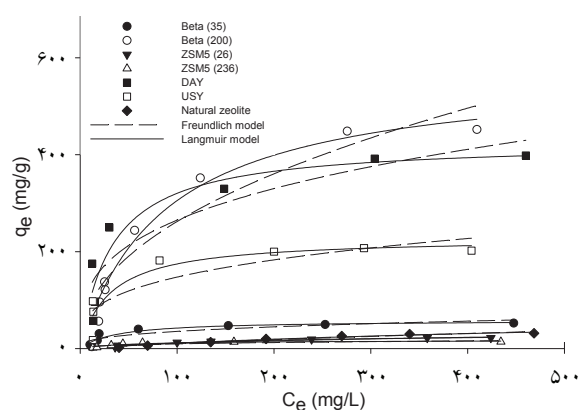 Beta (35)
Beta (200)
ZSM5 (26)
ZSM5 (236)
DAY
USY
Natural zeolite
Freundlich model
Langmuir model
۶۰۰
۴۰۰
۲۰۰
۰
qe (mg/g)
۰ ۱۰۰ ۲۰۰ ۳۰۰ ۴۰۰ ۵۰۰
Ce (mg/L)